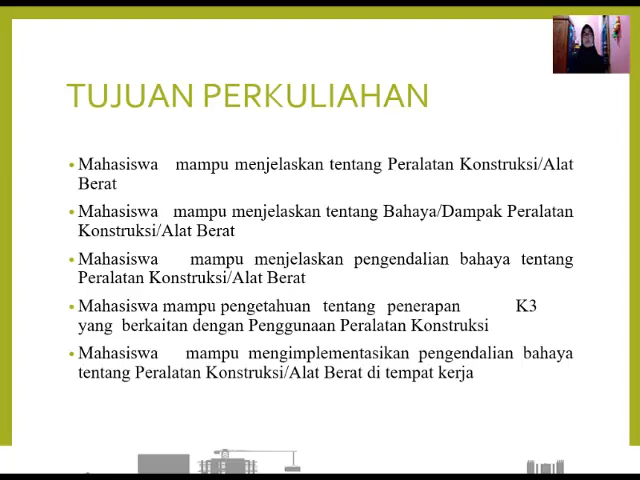 TUJUAN PERKULIAHAN
• Mahasiswa mampu menjelaskan tentang Peralatan Konstruksi/Alat
Berat
• Mahasiswa mampu menjelaskan tentang Bahaya/Dampak Peralatan
Konstruksi/Alat Berat
• Mahasiswa mampu menjelaskan pengendalian bahaya tentang
Peralatan Konstruksi/Alat Berat
• Mahasiswa mampu pengetahuan tentang penerapan K3
yang berkaitan dengan Penggunaan Peralatan Konstruksi
• Mahasiswa mampu mengimplementasikan pengendalian bahaya
tentang Peralatan Konstruksi/Alat Berat di tempat kerja